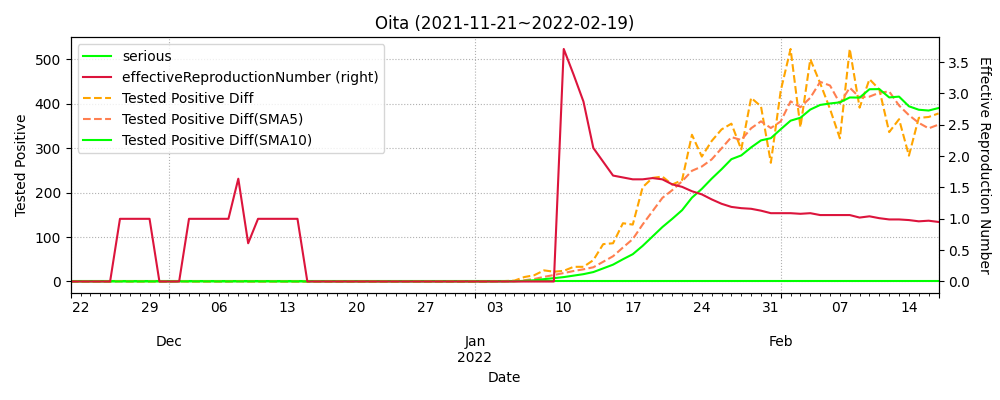 Oita (2021-11-21~2022-02-19)
serious
effectiveReproductionNumber (right)
Tested Positive Diff
Tested Positive Diff(SMA5)
Tested Positive Diff(SMA10)
Tested Positive
500
400
300
200
100
0
3.5
3.0
2.5
2.0
1.5
1.0
0.5
0.0
Effective Reproduction Number
22 29 06 13 20 27 03 10 17 24 31 07 14
Dec Jan Feb
2022
Date